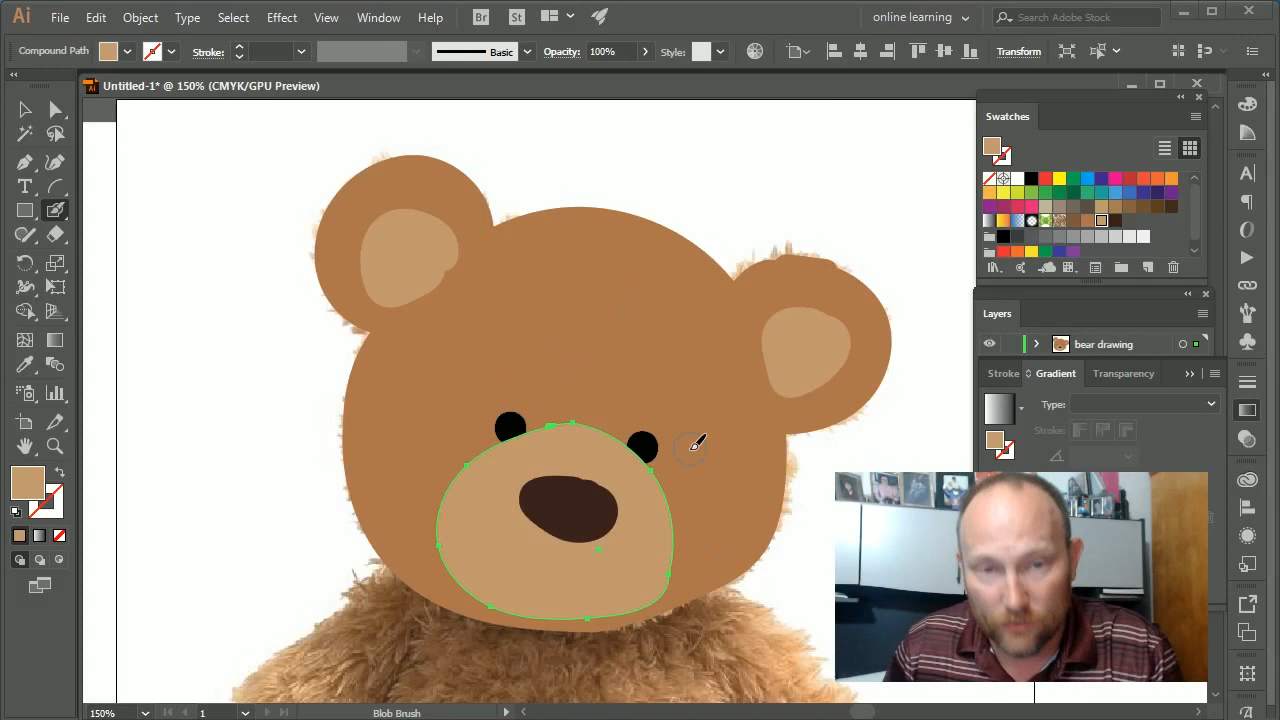 Ai File Edit Object Type Select Effect View Window Help Br St online learning Search Adobe Stock
Compound Path Stroke: Basic Opacity: 100% Style: Transform
Untitled-1* @ 150% (CMYK/GPU Preview)
Swatches
Layers
bear drawing
Stroke Gradient Transparency
Type:
150% 1 Blob Brush